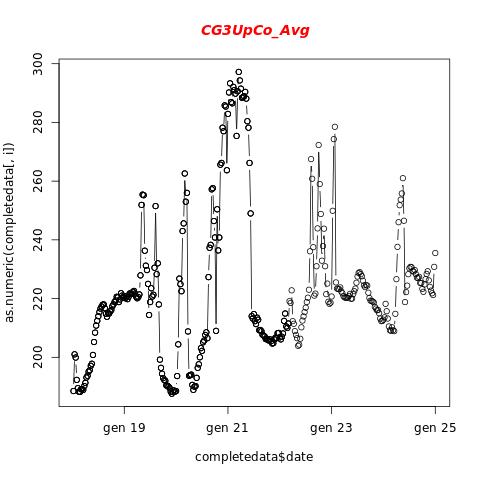 CG3UpCo_Avg
as.numeric(completedata[, i])
300
280
260
240
220
200
gen 19
gen 21
gen 23
gen 25
completedata$date